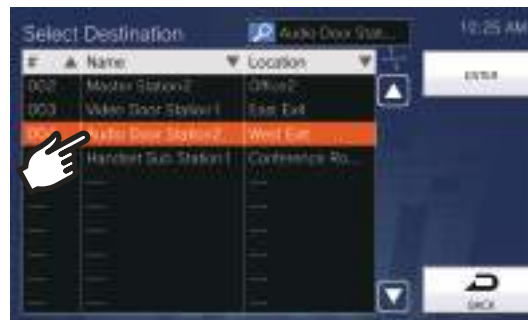 Select Destination Audio Door Stat... 10:25 AM
# Name Location
002 Master Station2 Office2
003 Video Door Station1 East Exit
Audio Door Station2 West Exit
Handset Sub Station1 Conference Ro...
ENTER
BACK